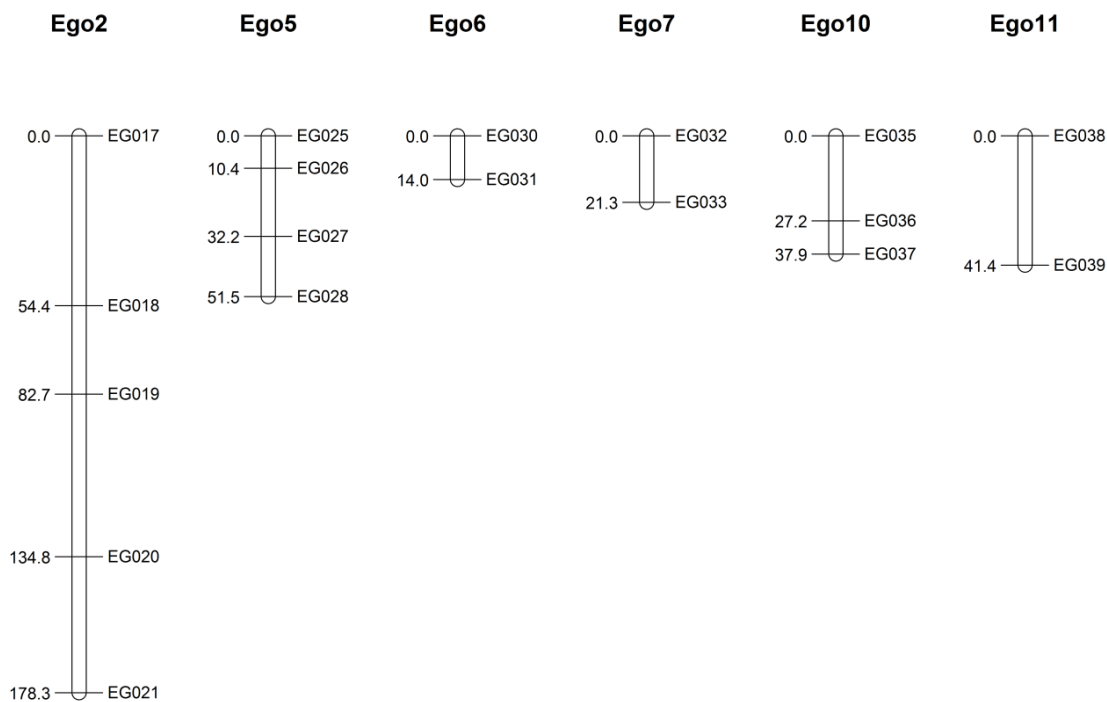 Ego2 Ego5 Ego6 Ego7 Ego10 Ego11
0.0 EG017 0.0 EG025 0.0 EG030 0.0 EG032 0.0 EG035 0.0 EG038
10.4 EG026
14.0 EG031
21.3 EG033
27.2 EG036
32.2 EG027
37.9 EG037
41.4 EG039
51.5 EG028
54.4 EG018
82.7 EG019
134.8 EG020
178.3 EG021